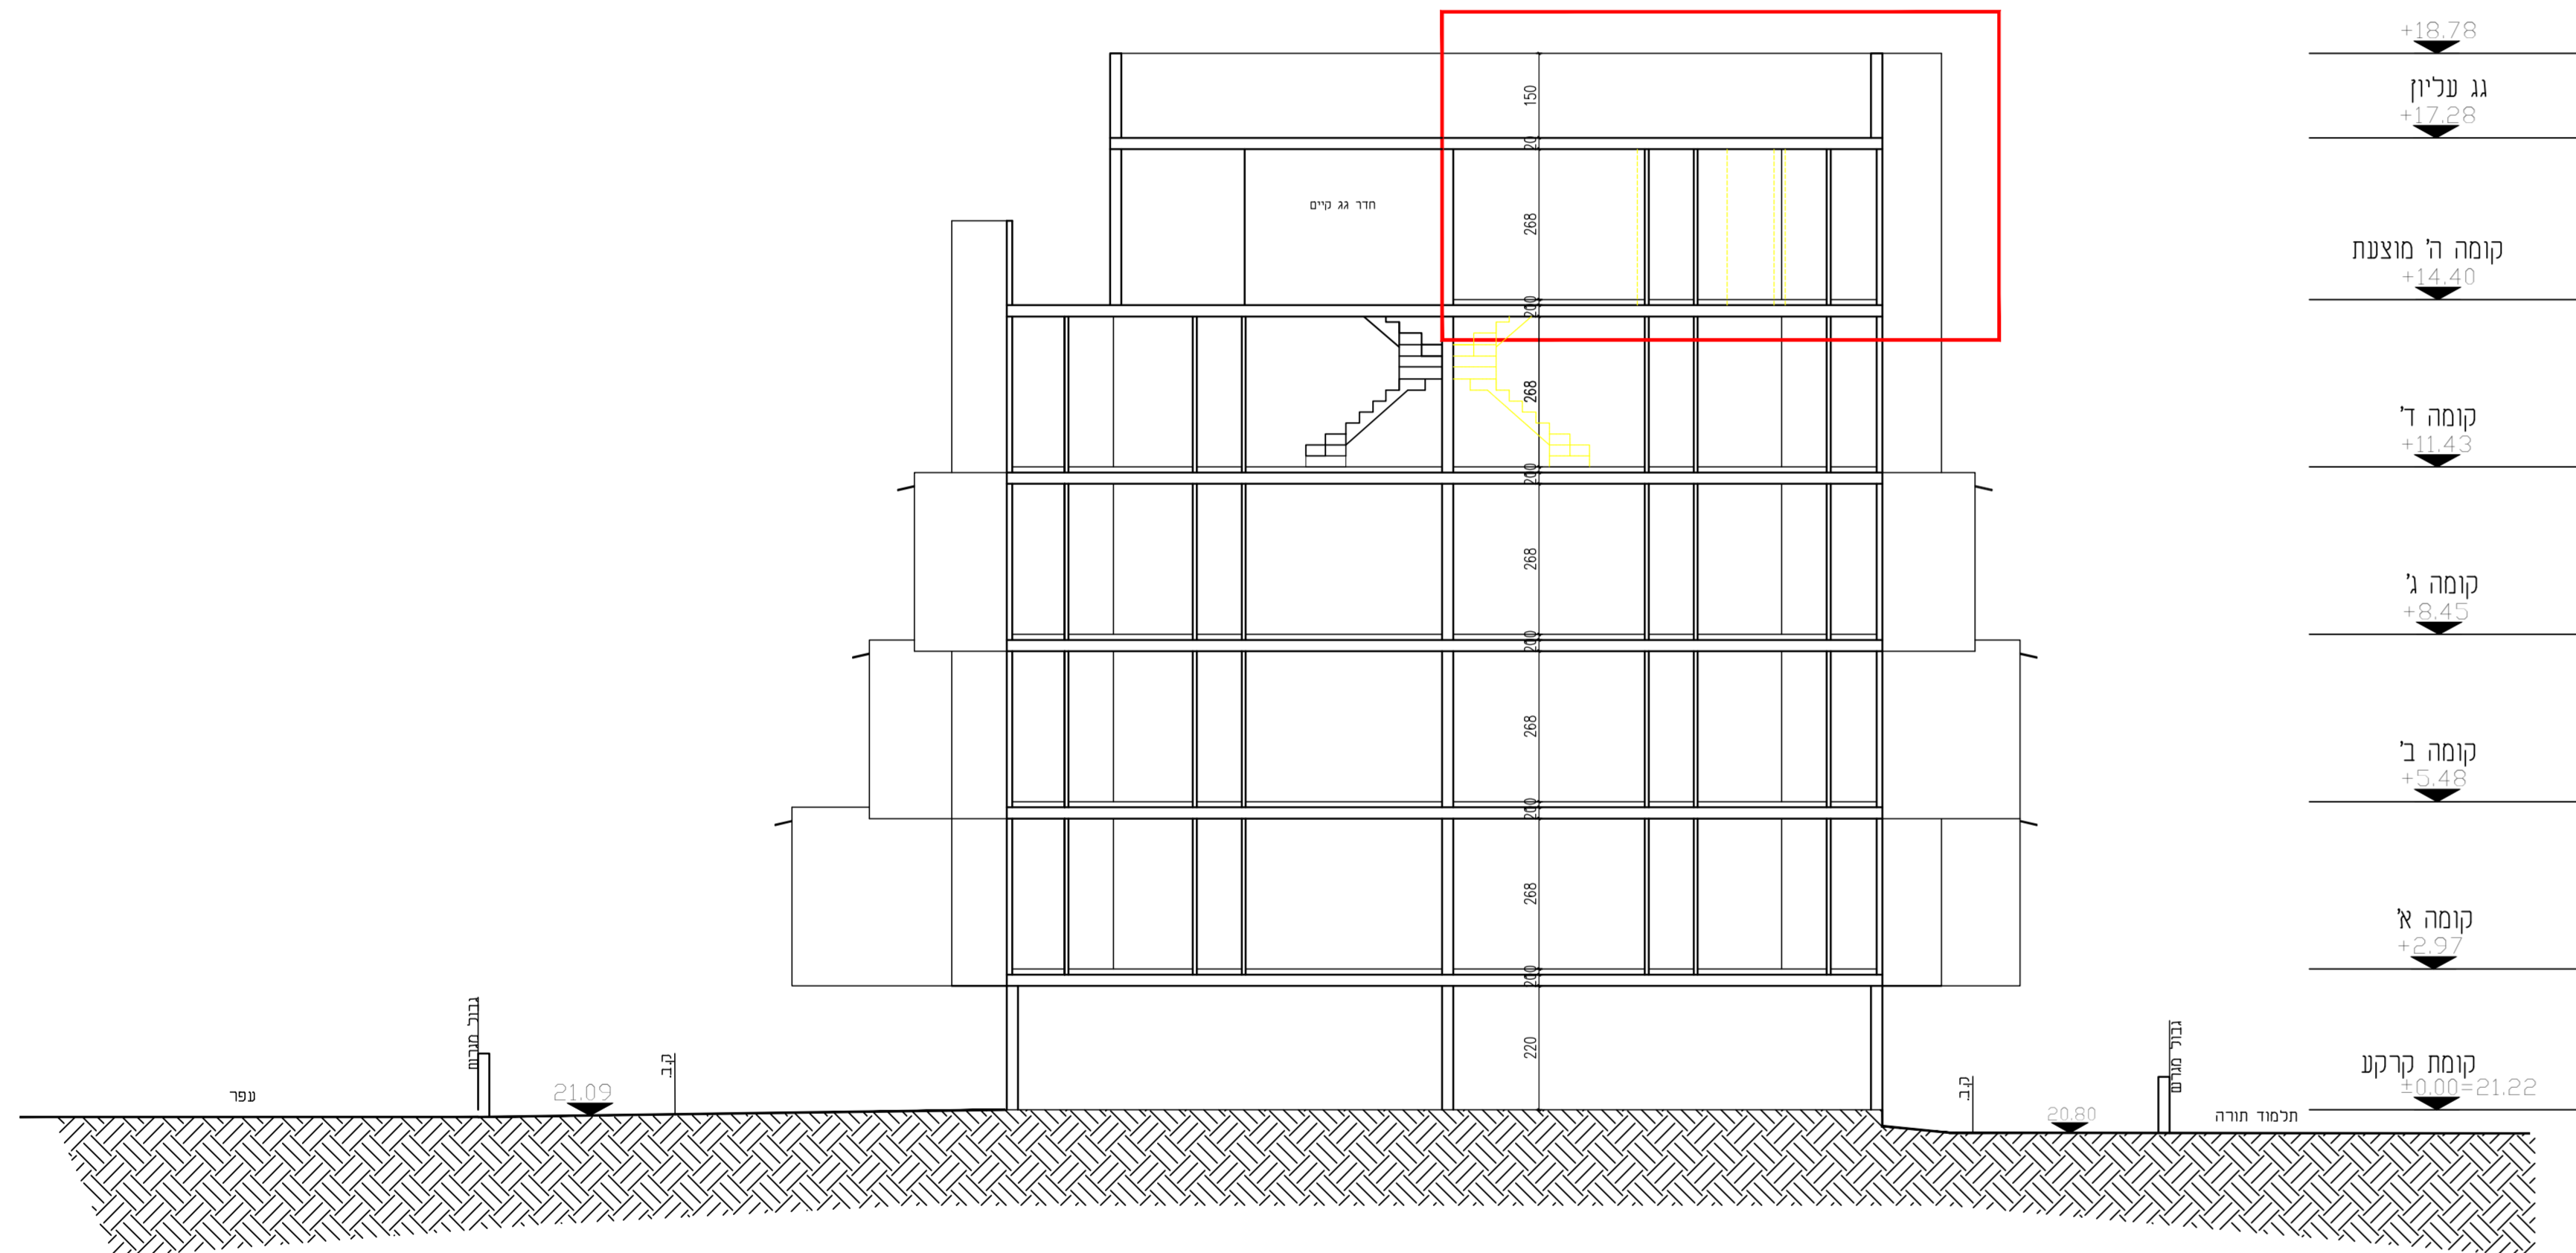 +18.78
גג עליון
+17.28
קומה ה' מוצעת
+14.40
קומה ד'
+11.43
קומה ג'
+8.45
קומה ב'
+5.48
קומה א'
+2.97
קומת קרקע
±0.00=21.22
150
20
268
חדר גג קיים
268
268
268
268
220
גבול מגרש
ק.ב.
עפר
21.09
גבול מגרש
ק.ב.
20.80
תלמוד תורה